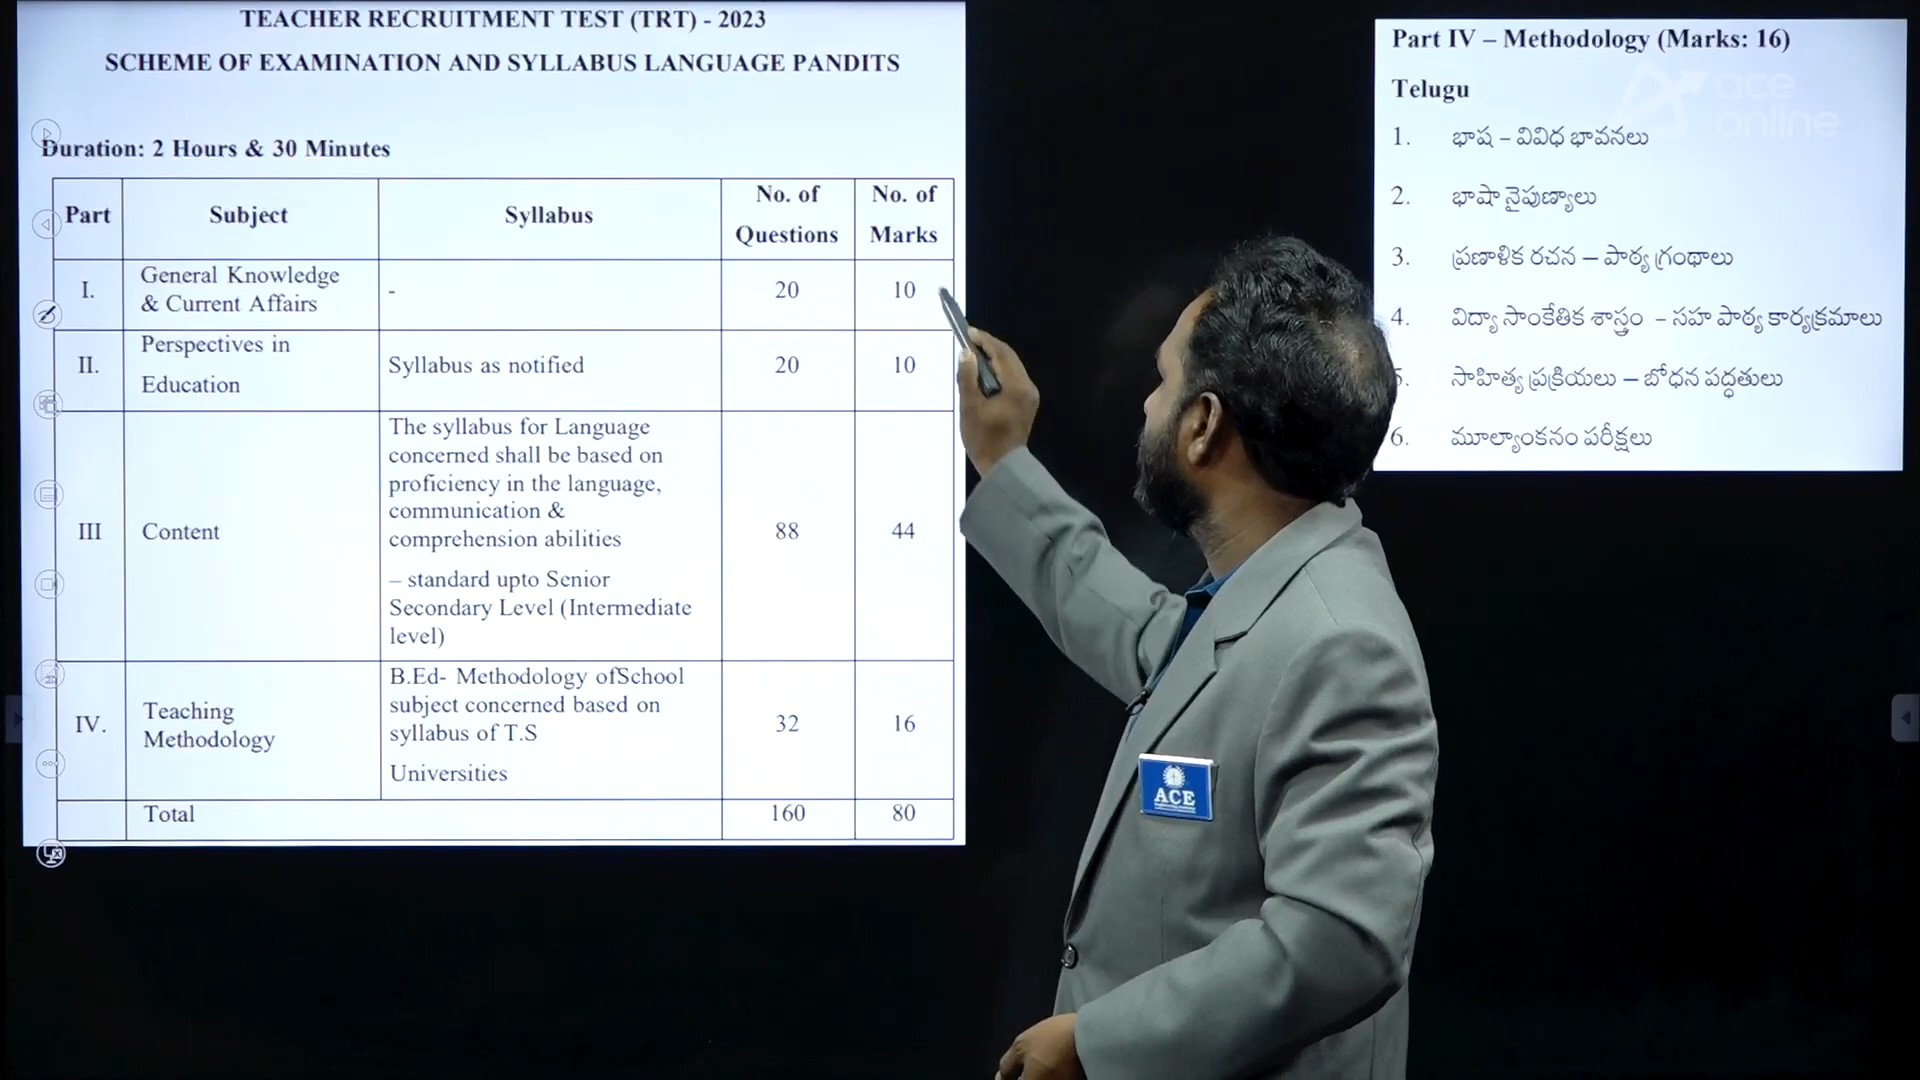 TEACHER RECRUITMENT TEST (TRT) - 2023
SCHEME OF EXAMINATION AND SYLLABUS LANGUAGE PANDITS
Duration: 2 Hours & 30 Minutes
Part
Subject
Syllabus
No. of
Questions
No. of
Marks
I.
General Knowledge
& Current Affairs
-
20
10
II.
Perspectives in
Education
Syllabus as notified
20
10
III
Content
The syllabus for Language
concerned shall be based on
proficiency in the language,
communication &
comprehension abilities
– standard upto Senior
Secondary Level (Intermediate
level)
88
44
IV.
Teaching
Methodology
B.Ed- Methodology ofSchool
subject concerned based on
syllabus of T.S
Universities
32
16
Total
160
80
Part IV – Methodology (Marks: 16)
Telugu
1. భాష – వివిధ భావనలు
2. భాషా నైపుణ్యాలు
3. ప్రణాళిక రచన – పాఠ్య గ్రంథాలు
4. విద్యా సాంకేతిక శాస్త్రం – సహ పాఠ్య కార్యక్రమాలు
5. సాహిత్య ప్రక్రియలు – బోధన పద్ధతులు
6. మూల్యాంకనం పరీక్షలు
ace
online
ACE